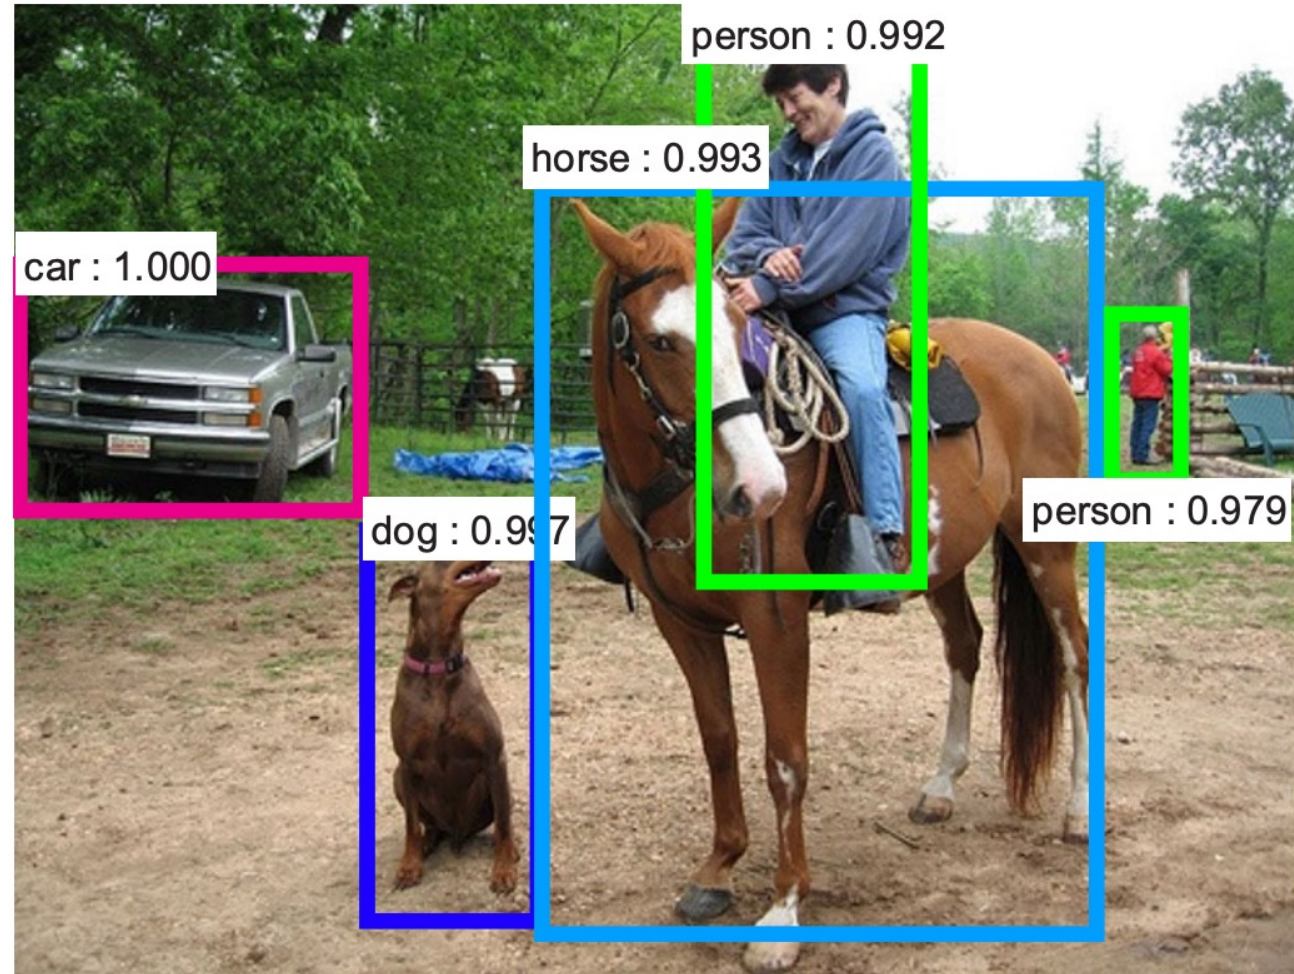 person : 0.992
horse : 0.993
car : 1.000
person : 0.979
dog : 0.997